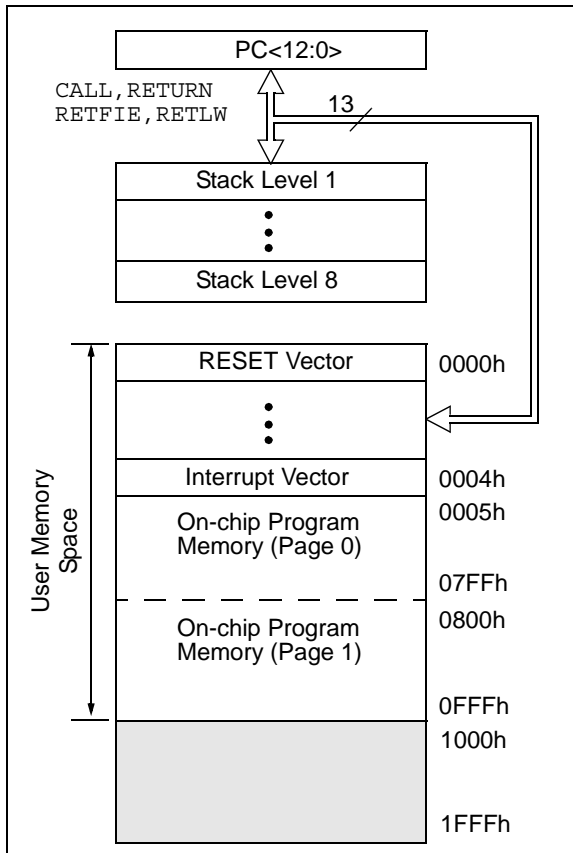 PC<12:0>
CALL,RETURN
RETFIE,RETLW
13
Stack Level 1
Stack Level 8
RESET Vector
0000h
Interrupt Vector
0004h
0005h
On-chip Program
Memory (Page 0)
07FFh
0800h
On-chip Program
Memory (Page 1)
0FFFh
1000h
1FFFh
User Memory
Space